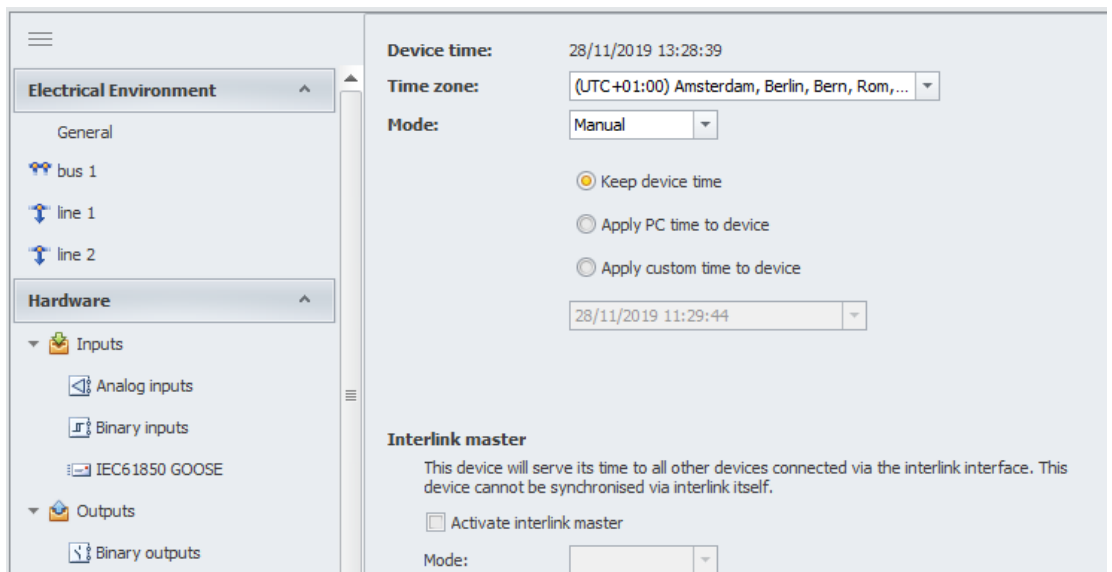 Electrical Environment
General
bus 1
line 1
line 2
Hardware
Inputs
Analog inputs
Binary inputs
IEC61850 GOOSE
Outputs
Binary outputs
Device time: 28/11/2019 13:28:39
Time zone: (UTC+01:00) Amsterdam, Berlin, Bern, Rom,...
Mode: Manual
Keep device time
Apply PC time to device
Apply custom time to device
28/11/2019 11:29:44
Interlink master
This device will serve its time to all other devices connected via the interlink interface. This
device cannot be synchronised via interlink itself.
Activate interlink master
Mode: